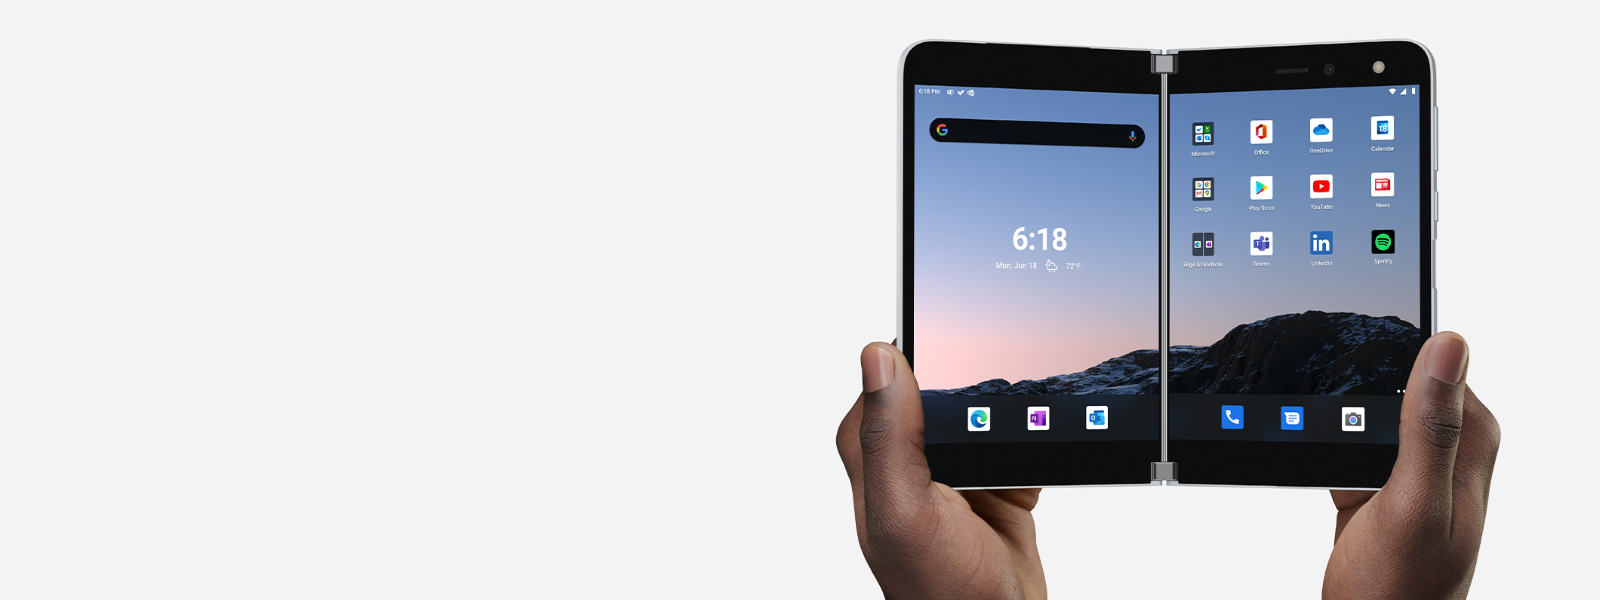 6:18 PM
6:18
Mon, Jun 18 72°F
Microsoft Office OneDrive Calendar
18
Google Play Store YouTube News
Edge & OneNote Teams LinkedIn Spotify
in